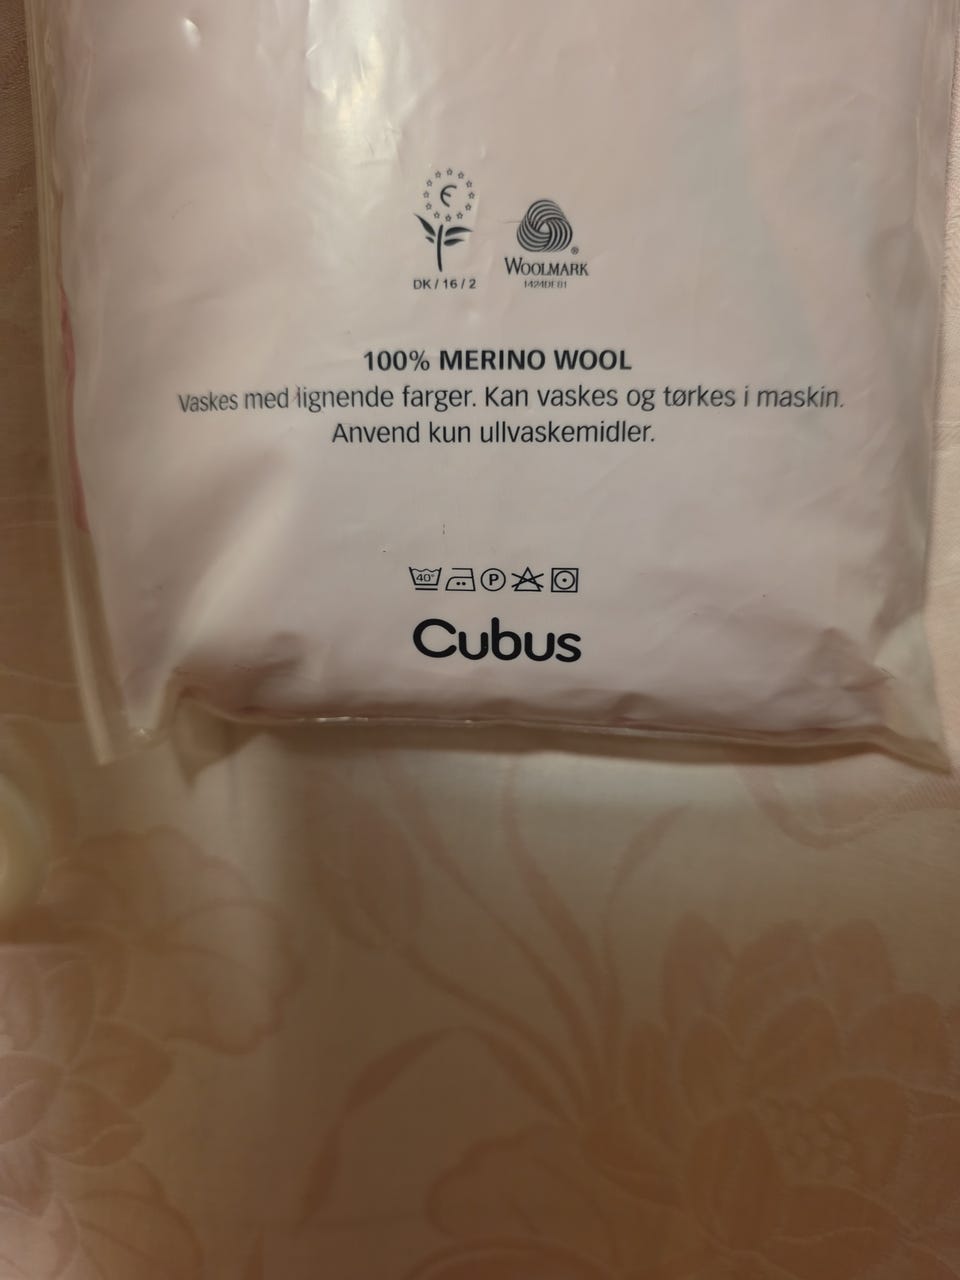 DK / 16 / 2
WOOLMARK
100% MERINO WOOL
Vaskes med lignende farger. Kan vaskes og tørkes i maskin.
Anvend kun ullvaskemidler.
40° P
Cubus